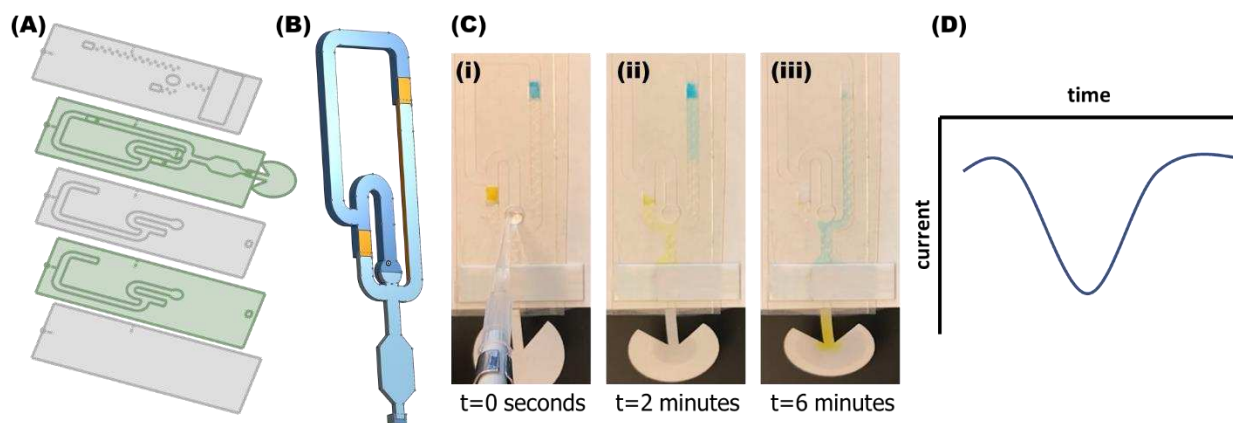 (A)
(B)
(C)
(D)
(i)
(ii)
(iii)
t=0 seconds
t=2 minutes
t=6 minutes
time
current